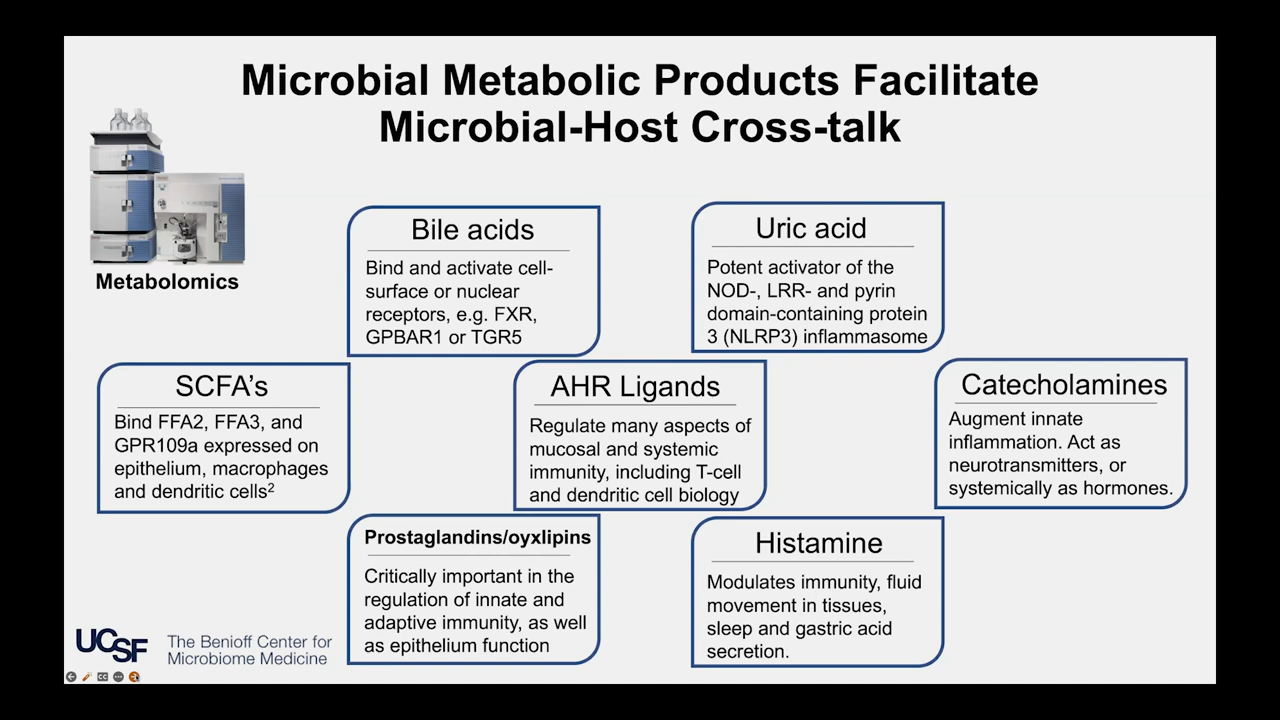 Microbial Metabolic Products Facilitate
Microbial-Host Cross-talk
Metabolomics
Bile acids
Bind and activate cell-
surface or nuclear
receptors, e.g. FXR,
GPBAR1 or TGR5
Uric acid
Potent activator of the
NOD-, LRR- and pyrin
domain-containing protein
3 (NLRP3) inflammasome
SCFA’s
Bind FFA2, FFA3, and
GPR109a expressed on
epithelium, macrophages
and dendritic cells²
AHR Ligands
Regulate many aspects of
mucosal and systemic
immunity, including T-cell
and dendritic cell biology
Catecholamines
Augment innate
inflammation. Act as
neurotransmitters, or
systemically as hormones.
Prostaglandins/oyxlipins
Critically important in the
regulation of innate and
adaptive immunity, as well
as epithelium function
Histamine
Modulates immunity, fluid
movement in tissues,
sleep and gastric acid
secretion.
UCSF
The Benioff Center for
Microbiome Medicine
CC